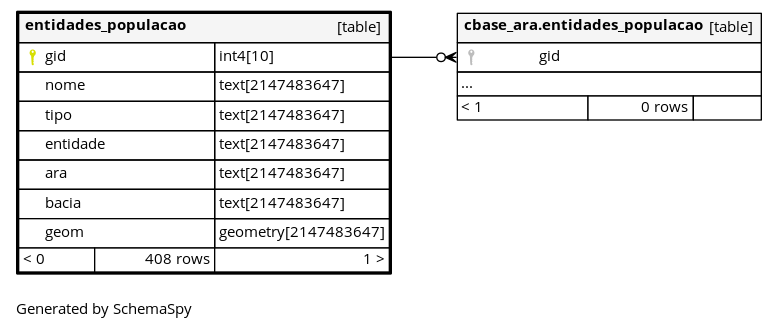 entidades_populacao [table]
gid int4[10]
nome text[2147483647]
tipo text[2147483647]
entidade text[2147483647]
ara text[2147483647]
bacia text[2147483647]
geom geometry[2147483647]
< 0 408 rows 1 >
cbase_ara.entidades_populacao [table]
gid
...
< 1 0 rows
Generated by SchemaSpy